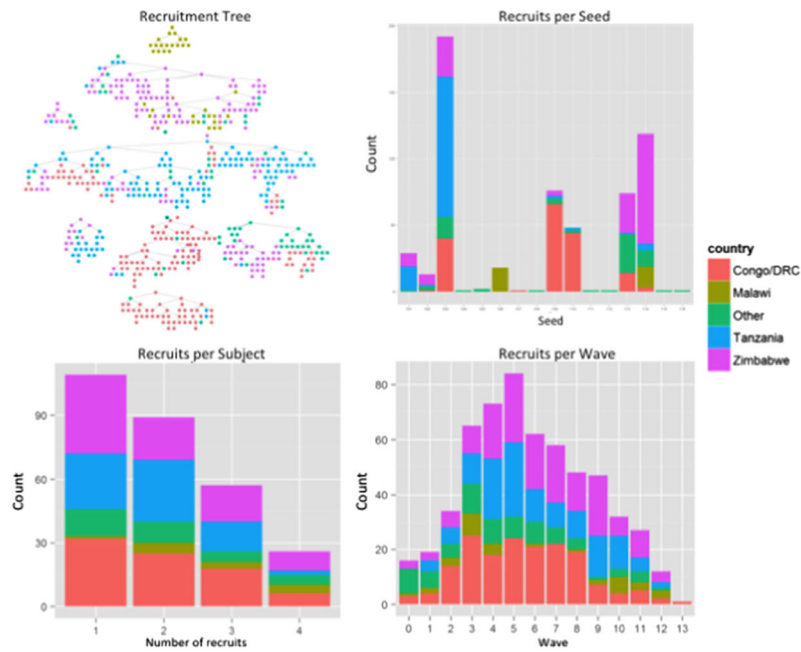 Recruitment Tree
Recruits per Seed
Count
Seed
country
Congo/DRC
Malawi
Other
Tanzania
Zimbabwe
Recruits per Subject
Count
90
60
30
0
1 2 3 4
Number of recruits
Recruits per Wave
Count
80
60
40
20
0
0 1 2 3 4 5 6 7 8 9 10 11 12 13
Wave